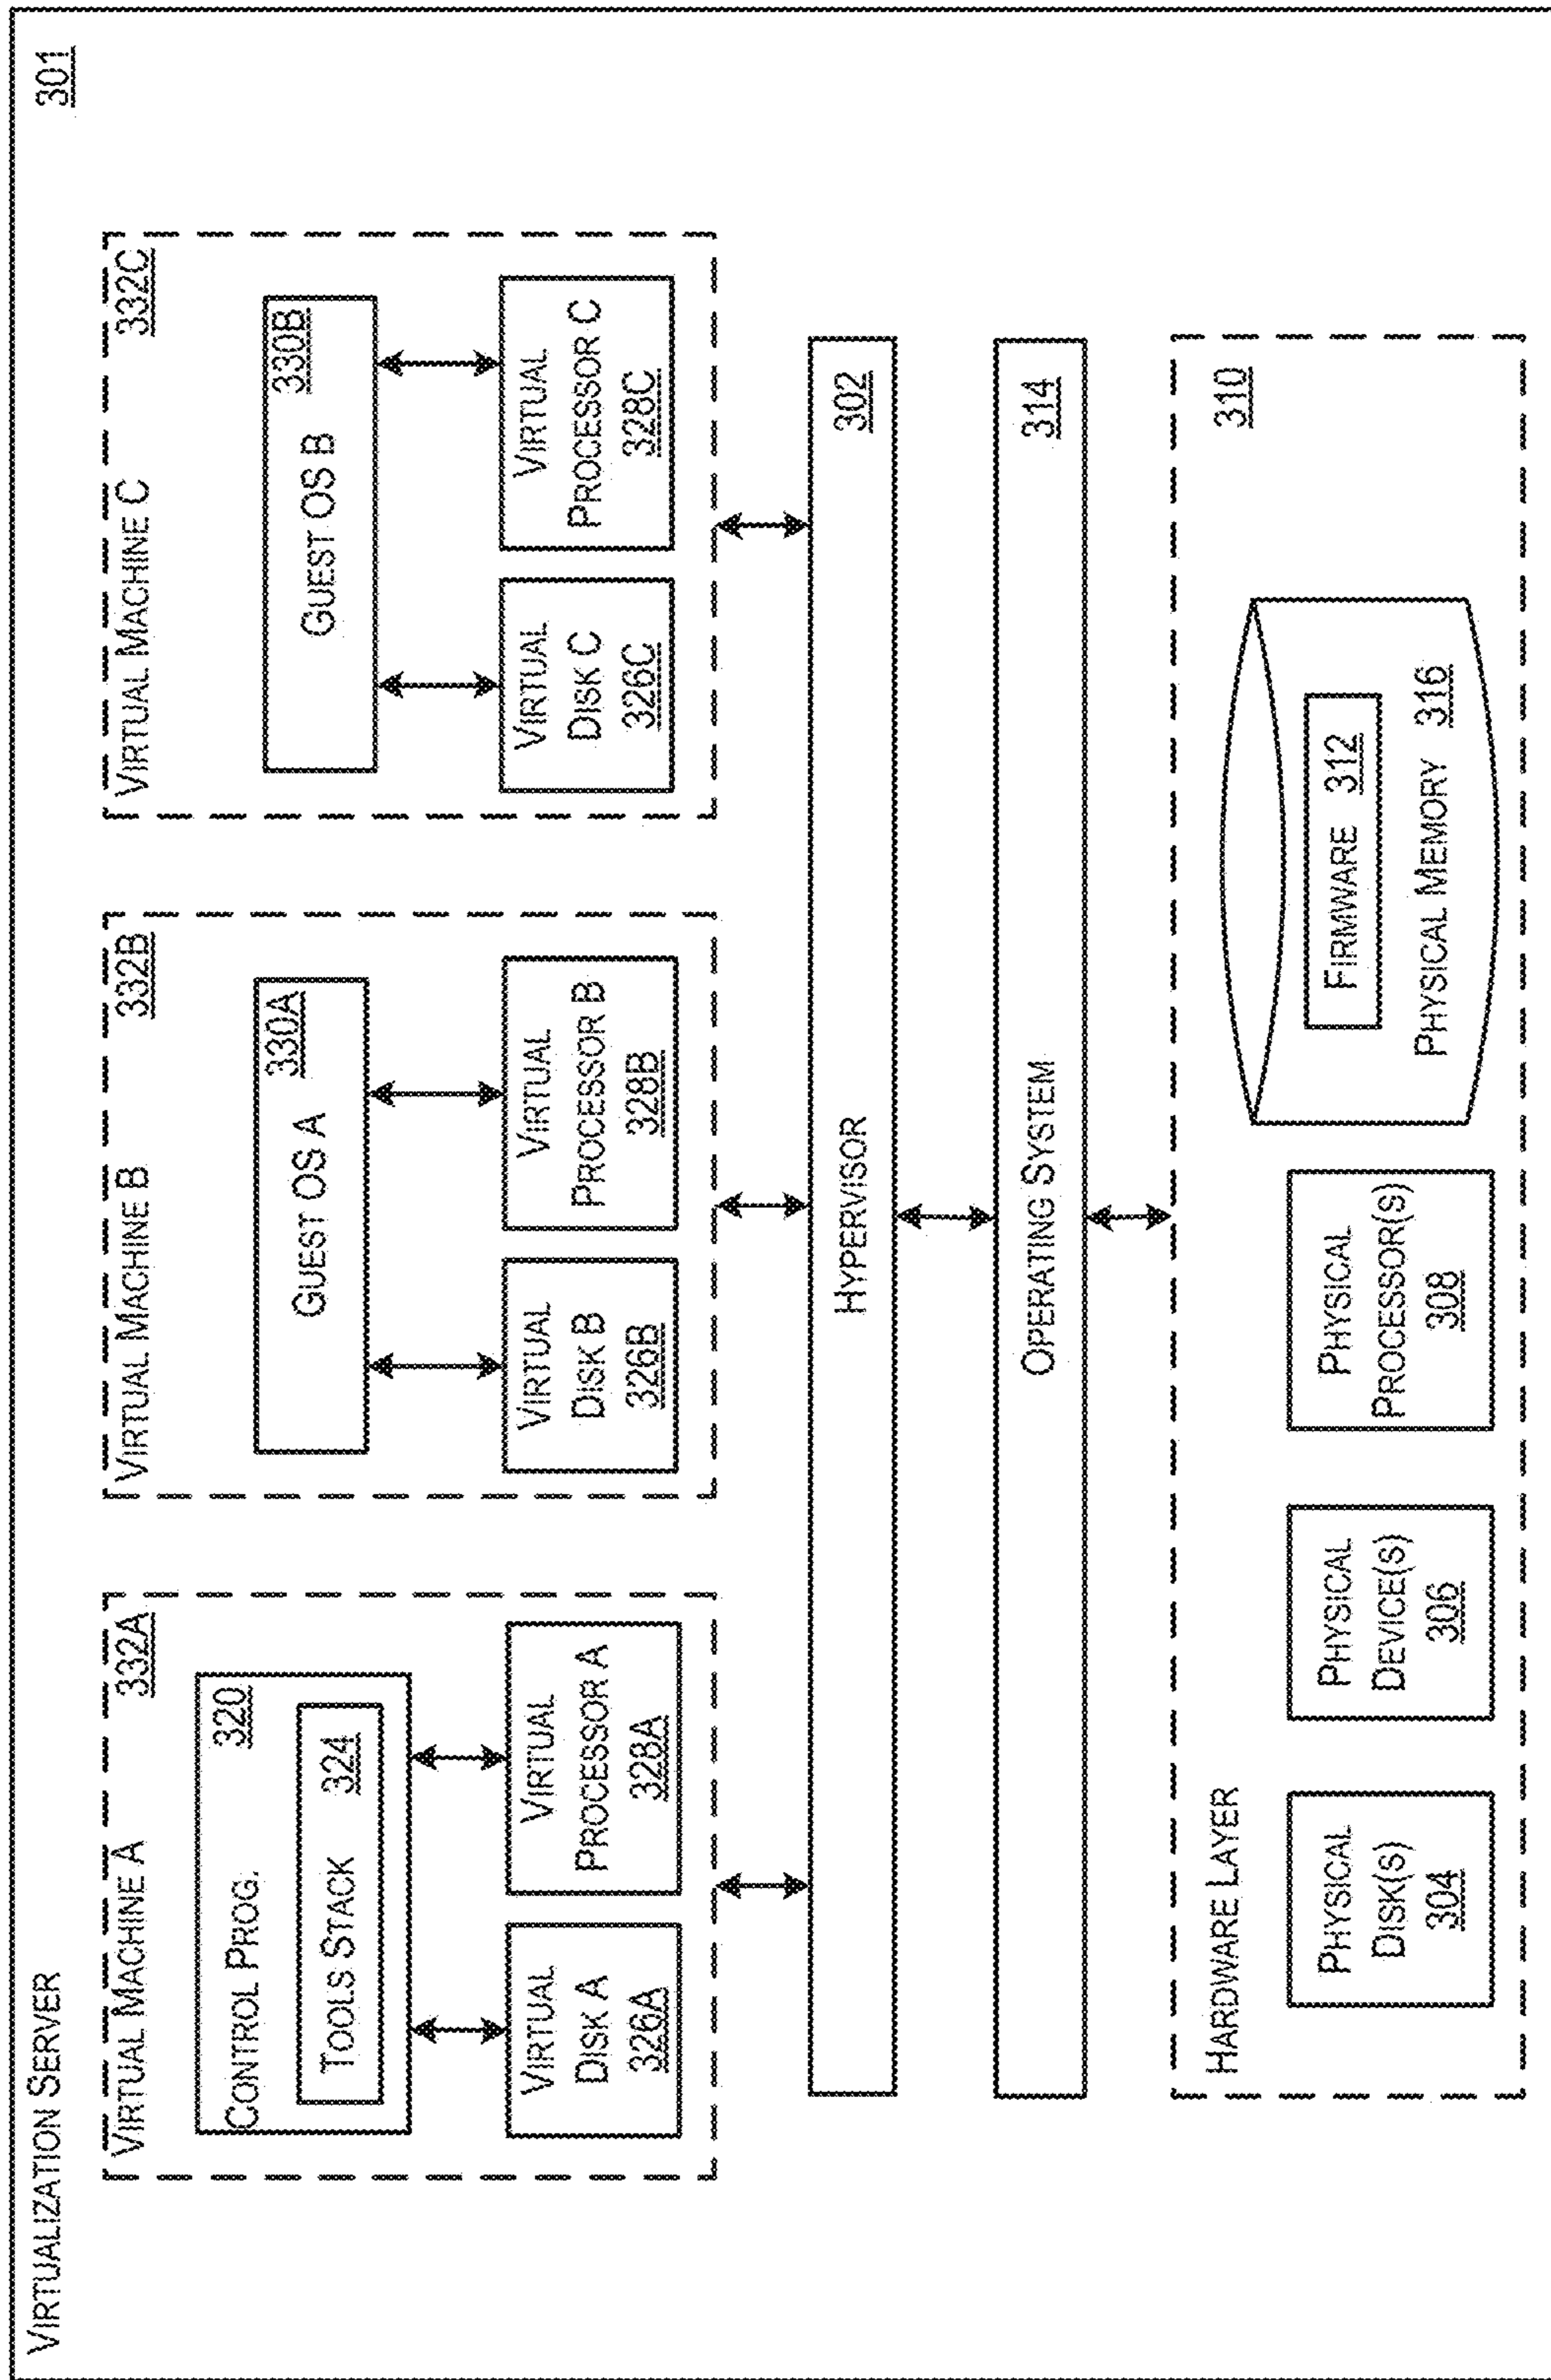 VIRTUALIZATION SERVER
301
VIRTUAL MACHINE A
332A
CONTROL PROG.
320
TOOLS STACK 324
VIRTUAL
DISK A
326A
VIRTUAL
PROCESSOR A
328A
VIRTUAL MACHINE B
332B
330A
GUEST OS A
VIRTUAL
DISK B
326B
VIRTUAL
PROCESSOR B
328B
VIRTUAL MACHINE C
332C
330B
GUEST OS B
VIRTUAL
DISK C
326C
VIRTUAL
PROCESSOR C
328C
HYPERVISOR
302
OPERATING SYSTEM
314
HARDWARE LAYER
310
PHYSICAL
DISK(S)
304
PHYSICAL
DEVICE(S)
306
PHYSICAL
PROCESSOR(S)
308
FIRMWARE 312
PHYSICAL MEMORY 316